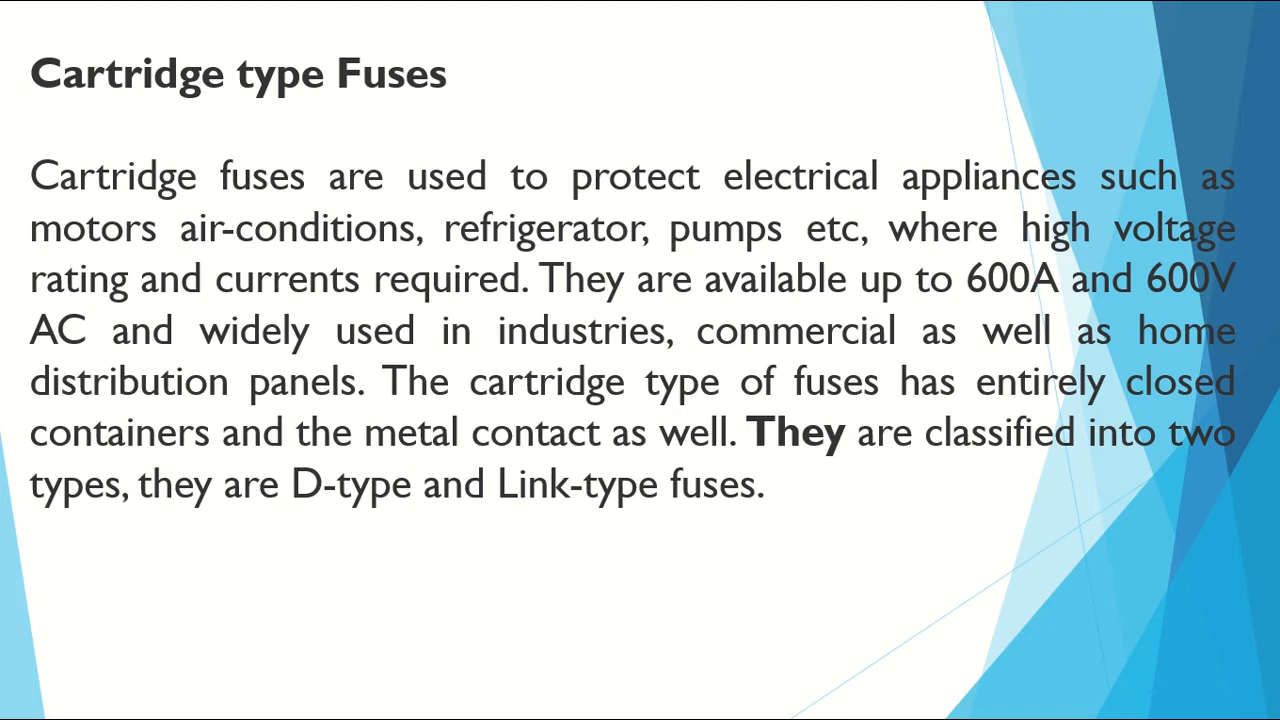 Cartridge type Fuses
Cartridge fuses are used to protect electrical appliances such as
motors air-conditions, refrigerator, pumps etc, where high voltage
rating and currents required. They are available up to 600A and 600V
AC and widely used in industries, commercial as well as home
distribution panels. The cartridge type of fuses has entirely closed
containers and the metal contact as well. They are classified into two
types, they are D-type and Link-type fuses.